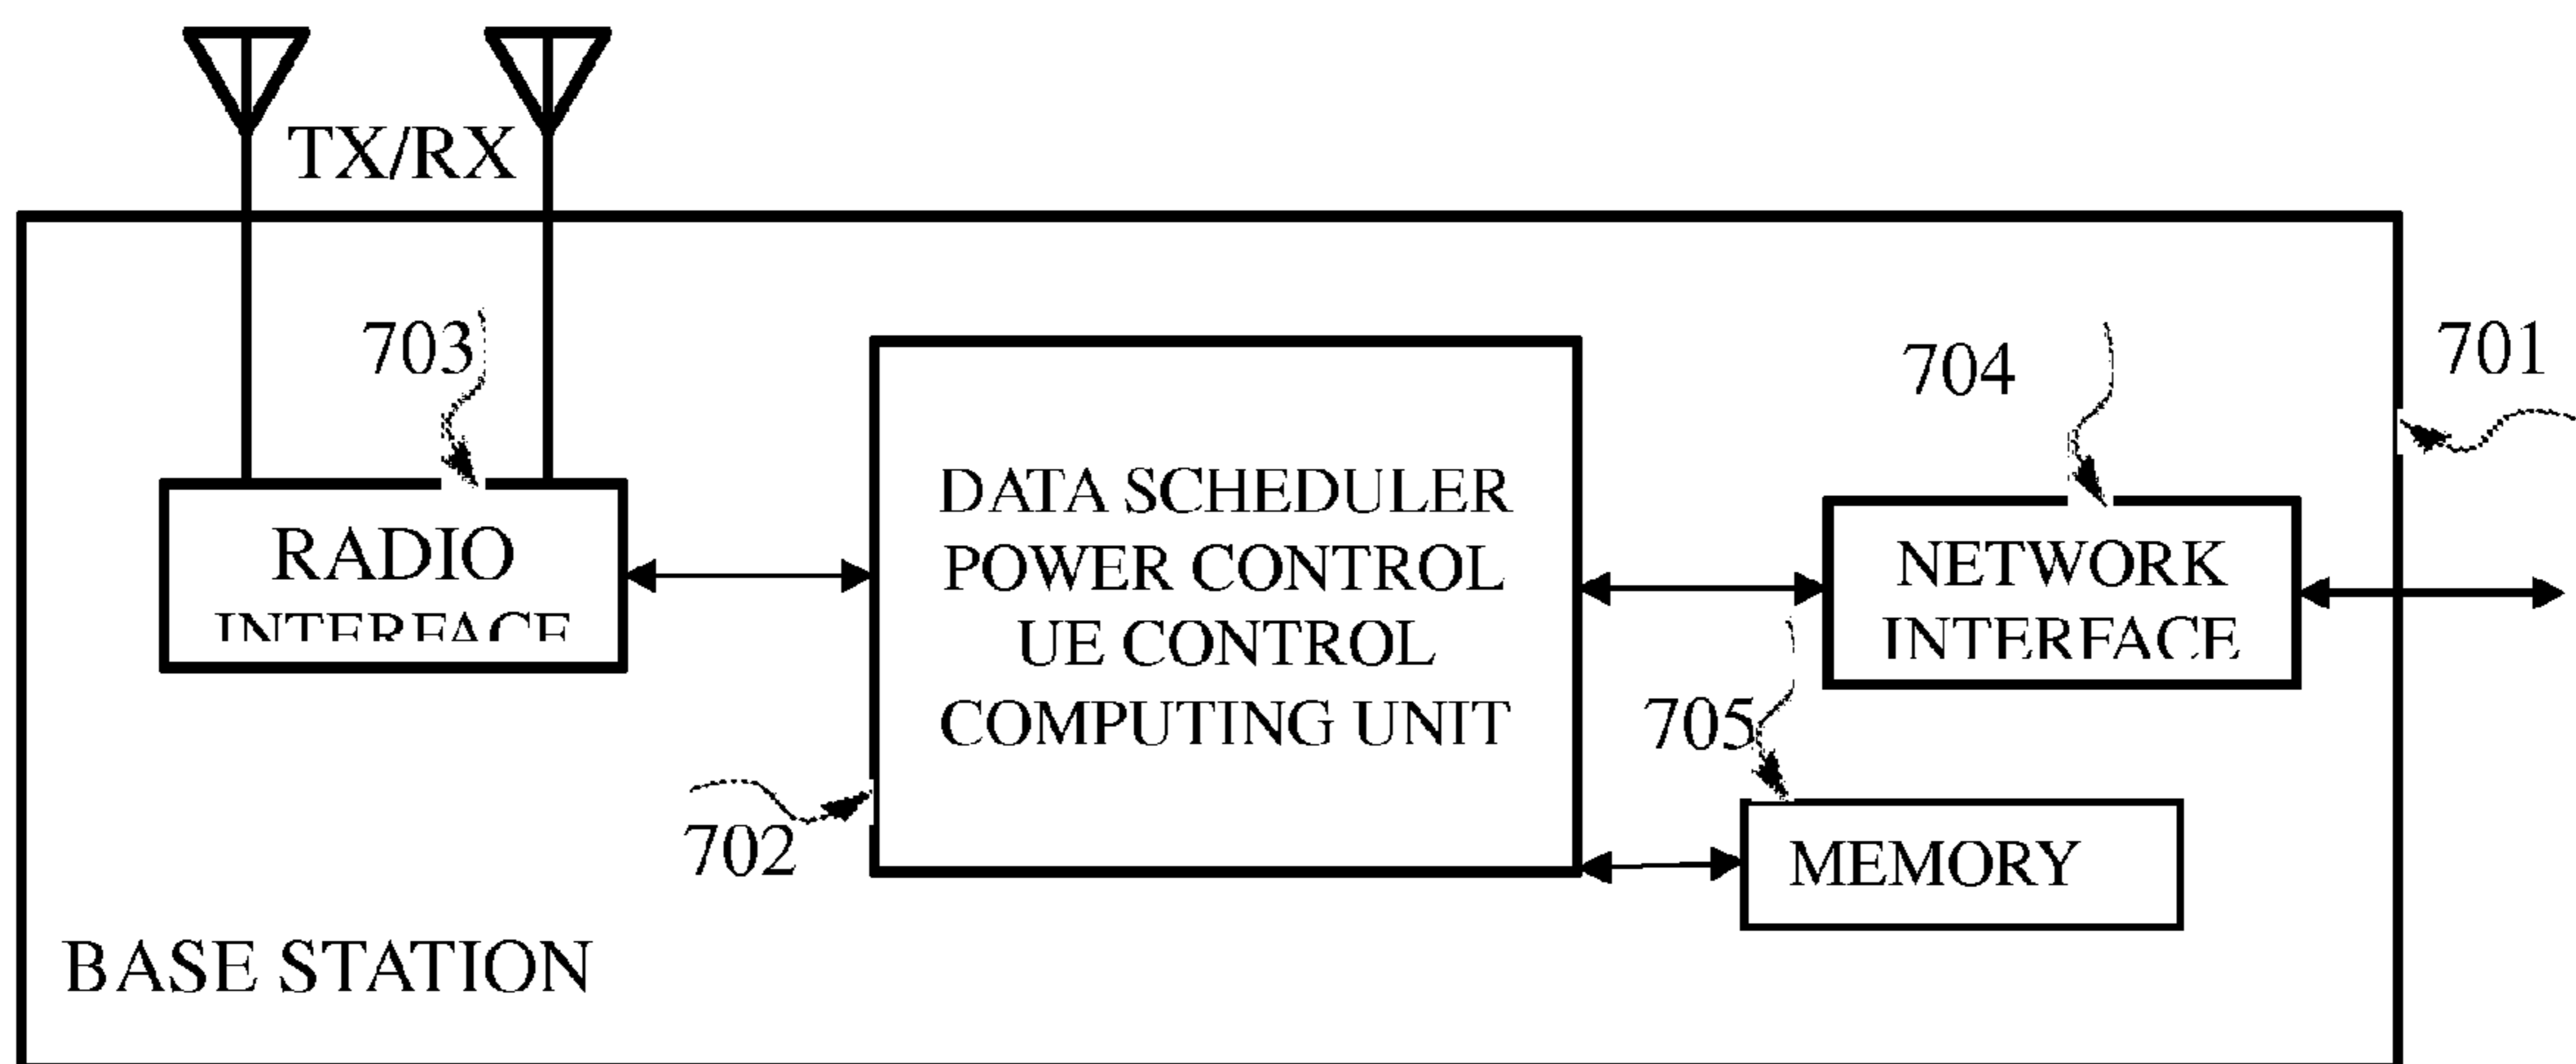 TX/RX
703
704
701
RADIO
INTERFACE
DATA SCHEDULER
POWER CONTROL
UE CONTROL
COMPUTING UNIT
NETWORK
INTERFACE
705
702
MEMORY
BASE STATION